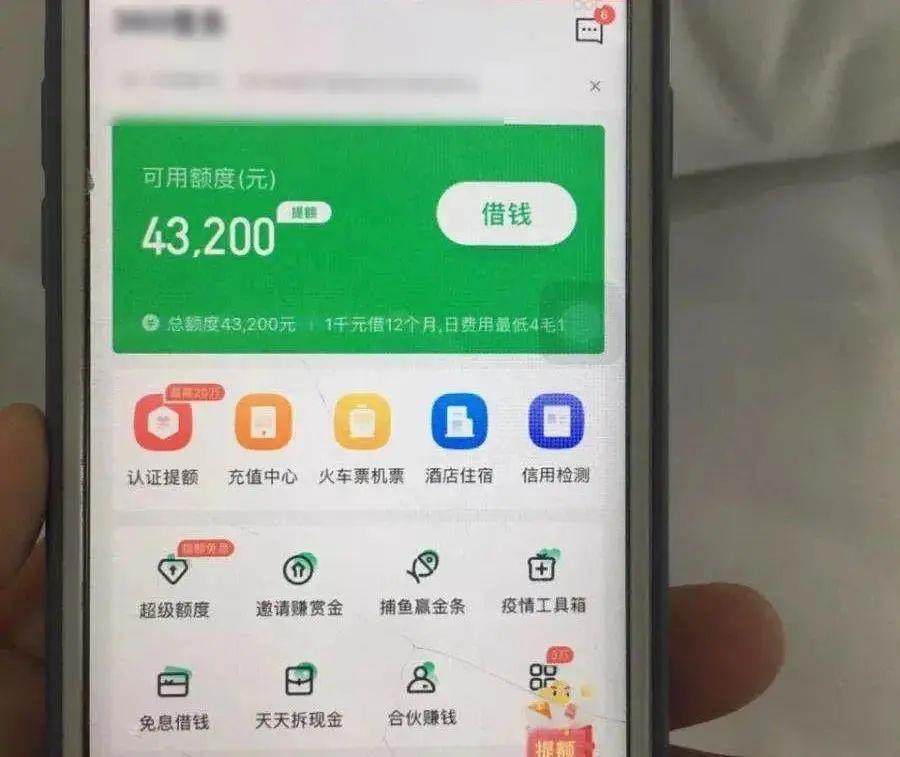 6
×
可用额度(元)
43,200
提额
借钱
总额度43,200元 | 1千元借12个月,日费用最低4毛1
最高20万
认证提额 充值中心 火车票机票 酒店住宿 信用检测
提额免息
超级额度 邀请赚赏金 捕鱼赢金条 疫情工具箱
免息借钱 天天拆现金 合伙赚钱
提额